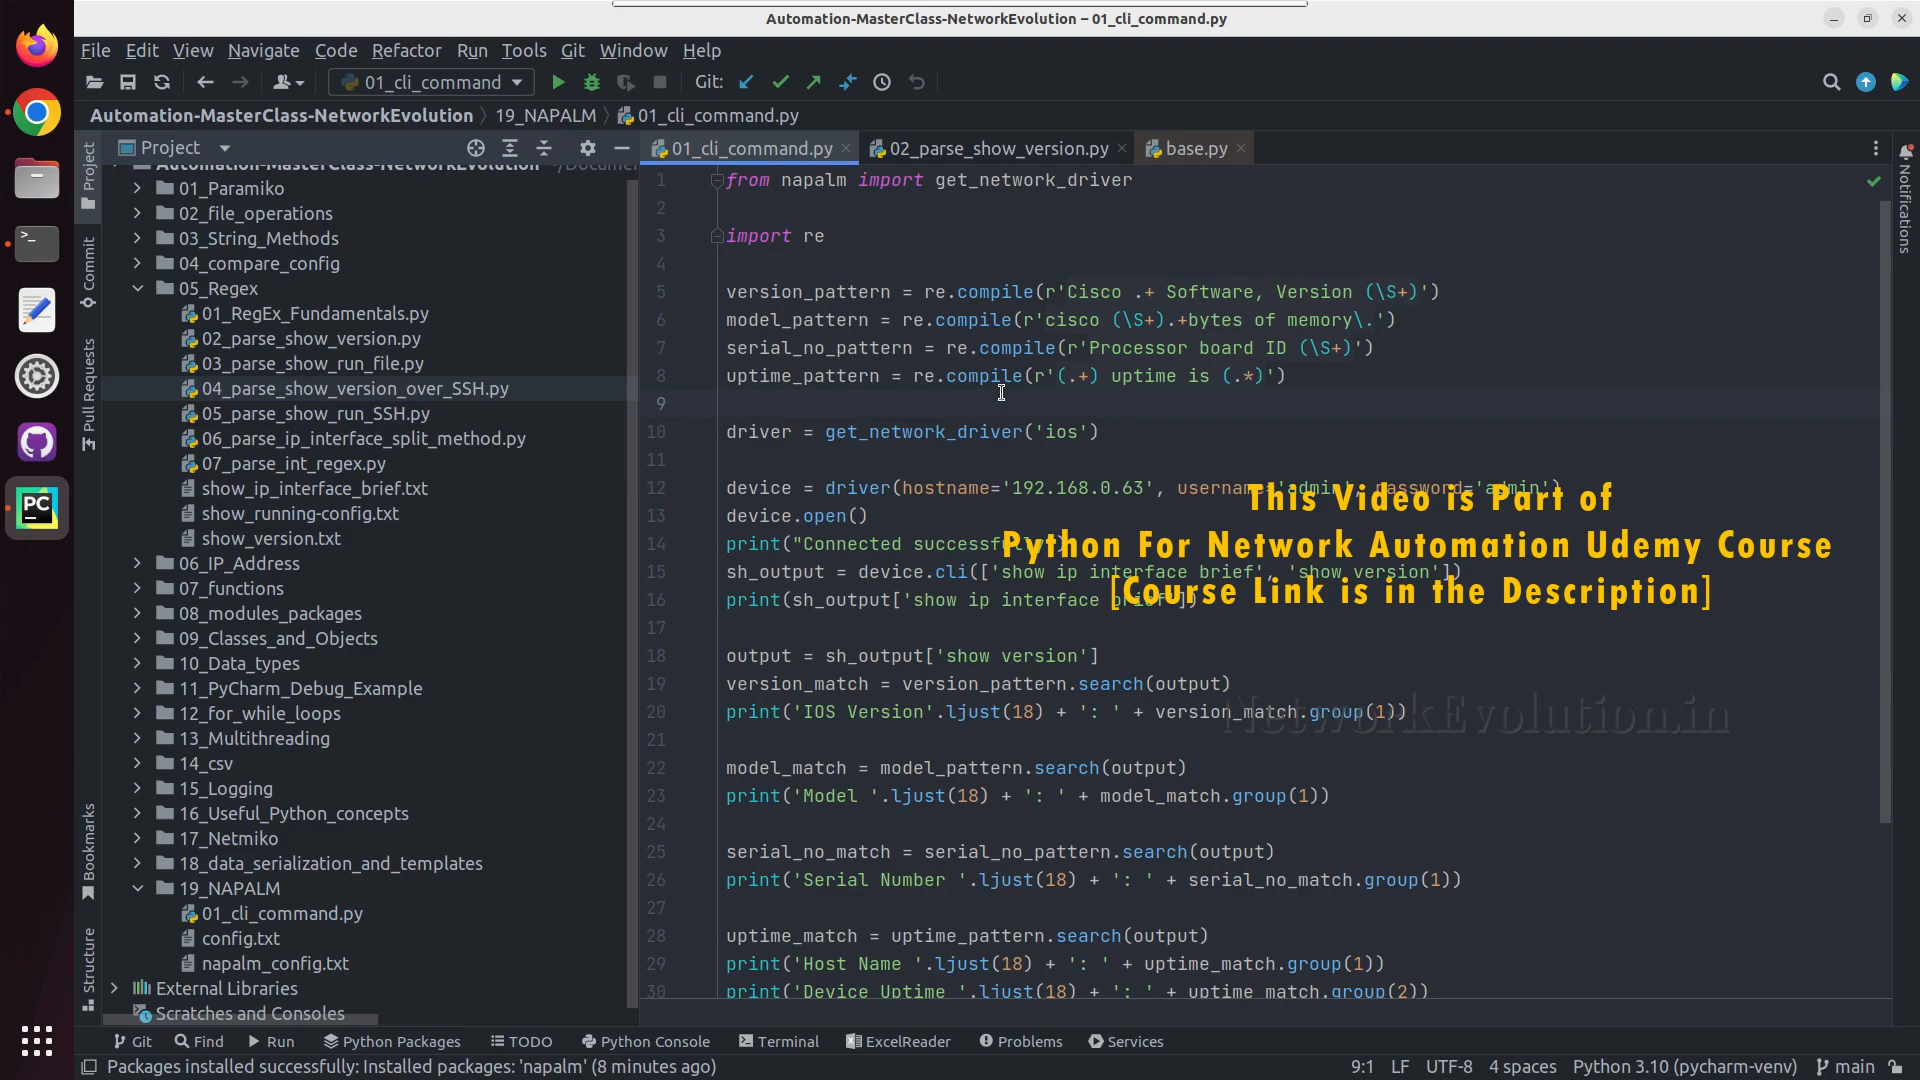 Automation-MasterClass-NetworkEvolution – 01_cli_command.py
File Edit View Navigate Code Refactor Run Tools Git Window Help
01_cli_command Git:
Automation-MasterClass-NetworkEvolution 19_NAPALM 01_cli_command.py
Project 01_cli_command.py 02_parse_show_version.py base.py
Project
Commit
Pull Requests
Bookmarks
Structure
Notifications
Automation-MasterClass-NetworkEvolution
01_Paramiko
02_file_operations
03_String_Methods
04_compare_config
05_Regex
01_RegEx_Fundamentals.py
02_parse_show_version.py
03_parse_show_run_file.py
04_parse_show_version_over_SSH.py
05_parse_show_run_SSH.py
06_parse_ip_interface_split_method.py
07_parse_int_regex.py
show_ip_interface_brief.txt
show_running-config.txt
show_version.txt
06_IP_Address
07_functions
08_modules_packages
09_Classes_and_Objects
10_Data_types
11_PyCharm_Debug_Example
12_for_while_loops
13_Multithreading
14_csv
15_Logging
16_Useful_Python_concepts
17_Netmiko
18_data_serialization_and_templates
19_NAPALM
01_cli_command.py
config.txt
napalm_config.txt
External Libraries
Scratches and Consoles
1 from napalm import get_network_driver
2
3 import re
4
5 version_pattern = re.compile(r'Cisco .+ Software, Version (\S+)')
6 model_pattern = re.compile(r'cisco (\S+).+bytes of memory\.')
7 serial_no_pattern = re.compile(r'Processor board ID (\S+)')
8 uptime_pattern = re.compile(r'(.+) uptime is (.*)')
9
10 driver = get_network_driver('ios')
11
12 device = driver(hostname='192.168.0.63', username='admin', password='admin')
13 device.open()
14 print("Connected successfully")
15 sh_output = device.cli(['show ip interface brief', 'show version'])
16 print(sh_output['show ip interface brief'])
17
18 output = sh_output['show version']
19 version_match = version_pattern.search(output)
20 print('IOS Version'.ljust(18) + ': ' + version_match.group(1))
21
22 model_match = model_pattern.search(output)
23 print('Model '.ljust(18) + ': ' + model_match.group(1))
24
25 serial_no_match = serial_no_pattern.search(output)
26 print('Serial Number '.ljust(18) + ': ' + serial_no_match.group(1))
27
28 uptime_match = uptime_pattern.search(output)
29 print('Host Name '.ljust(18) + ': ' + uptime_match.group(1))
30 print('Device Uptime '.ljust(18) + ': ' + uptime_match.group(2))
This Video is Part of
Python For Network Automation Udemy Course
[Course Link is in the Description]
NetworkEvolution.in
Git Find Run Python Packages TODO Python Console Terminal ExcelReader Problems Services
Packages installed successfully: Installed packages: 'napalm' (8 minutes ago) 9:1 LF UTF-8 4 spaces Python 3.10 (pycharm-venv) main